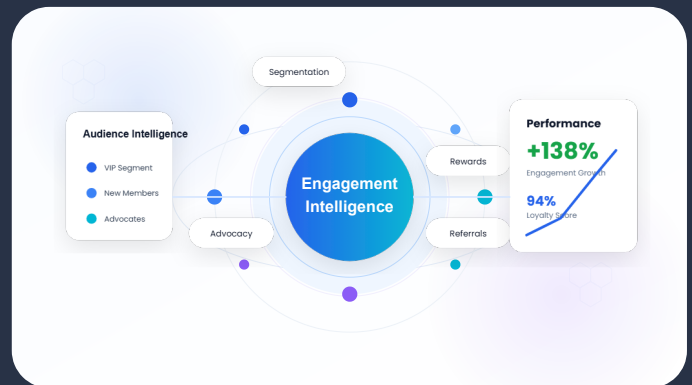 Segmentation
Audience Intelligence
VIP Segment
New Members
Advocates
Advocacy
Engagement
Intelligence
Rewards
Referrals
Performance
+138%
Engagement Growth
94%
Loyalty Score